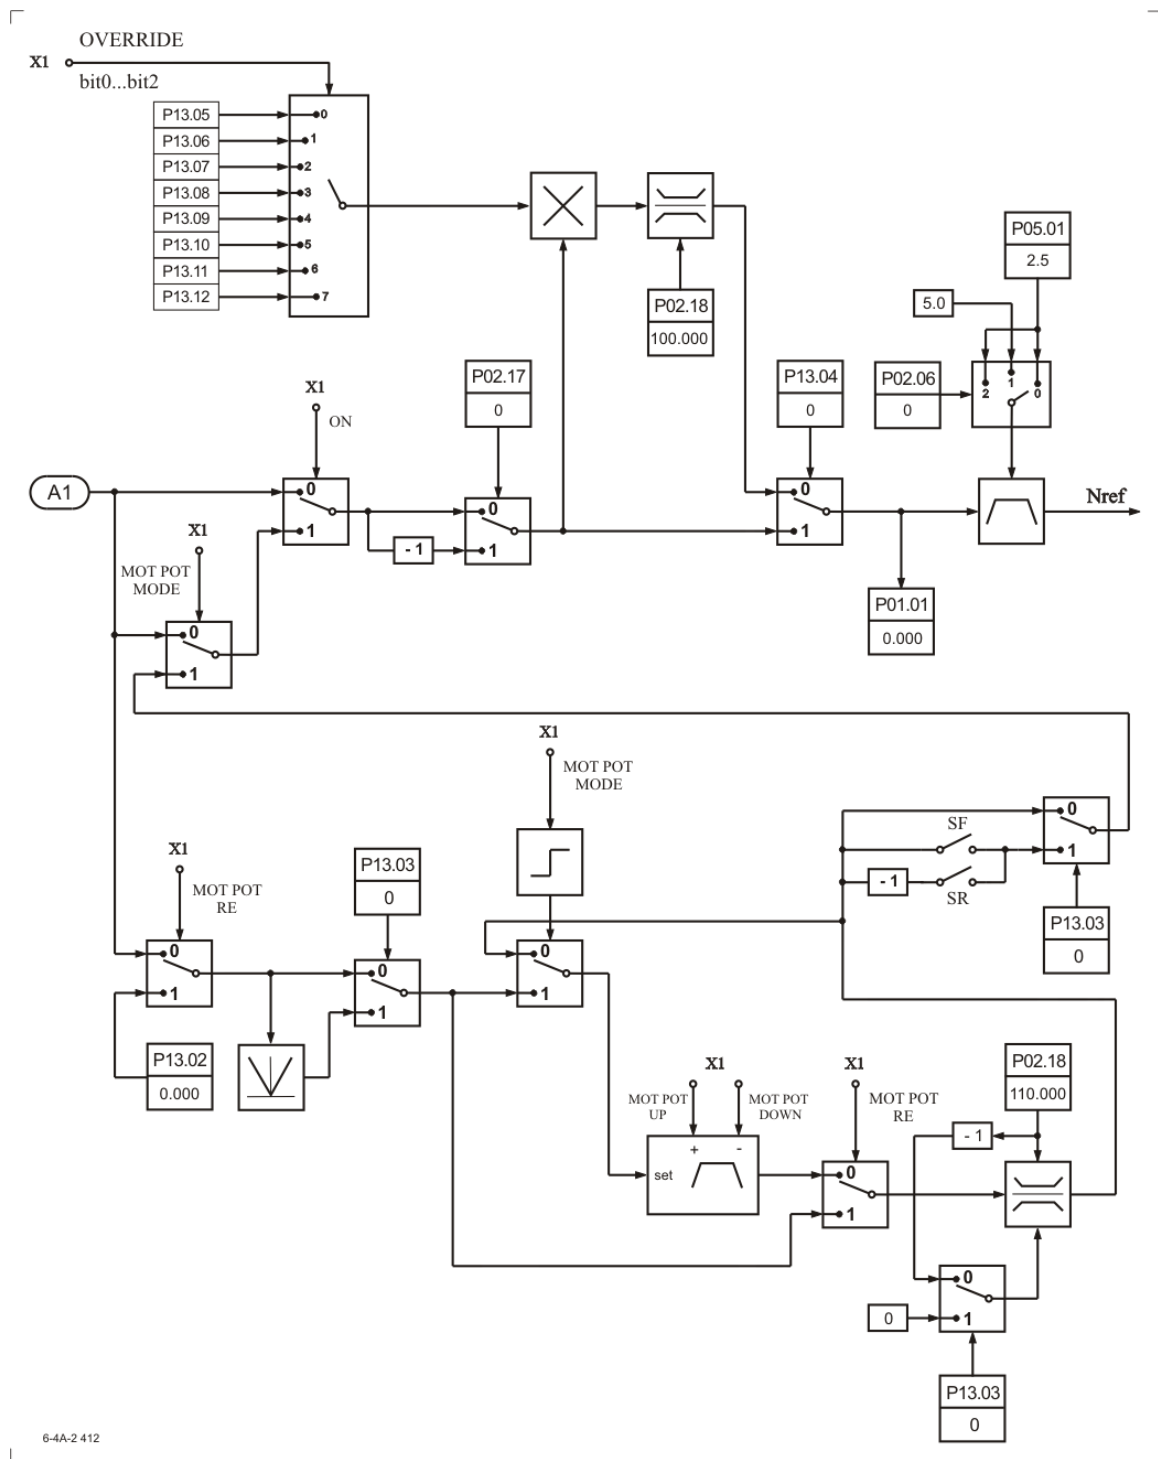 OVERRIDE
X1
bit0...bit2
P13.05
0
P13.06
1
P13.07
2
P13.08
3
P13.09
4
P13.10
5
P13.11
6
P13.12
7
P02.18
100.000
P05.01
2.5
5.0
P02.06
0
2
1
0
X1
ON
P02.17
0
P13.04
0
A1
0
1
0
- 1
1
0
1
Nref
X1
MOT POT
MODE
0
1
P01.01
0.000
X1
MOT POT
MODE
SF
- 1
SR
0
1
P13.03
0
X1
MOT POT
RE
P13.03
0
0
1
0
1
0
1
P13.02
0.000
X1
MOT POT
UP
MOT POT
DOWN
+
-
set
X1
MOT POT
RE
0
1
P02.18
110.000
- 1
0
0
1
P13.03
0
6-4A-2 412